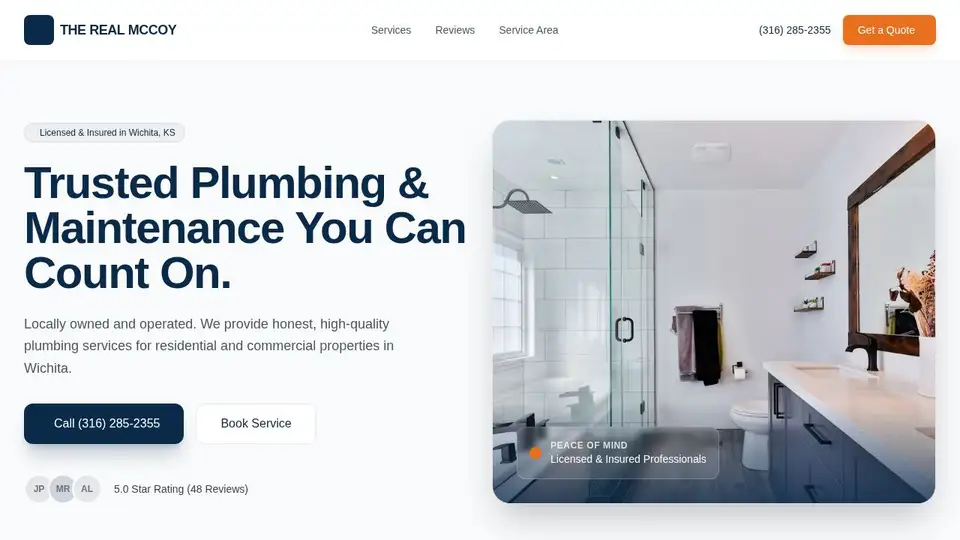 THE REAL MCCOY
Services
Reviews
Service Area
(316) 285-2355
Get a Quote
Licensed & Insured in Wichita, KS
Trusted Plumbing &
Maintenance You Can
Count On.
Locally owned and operated. We provide honest, high-quality
plumbing services for residential and commercial properties in
Wichita.
Call (316) 285-2355
Book Service
JP
MR
AL
5.0 Star Rating (48 Reviews)
PEACE OF MIND
Licensed & Insured Professionals